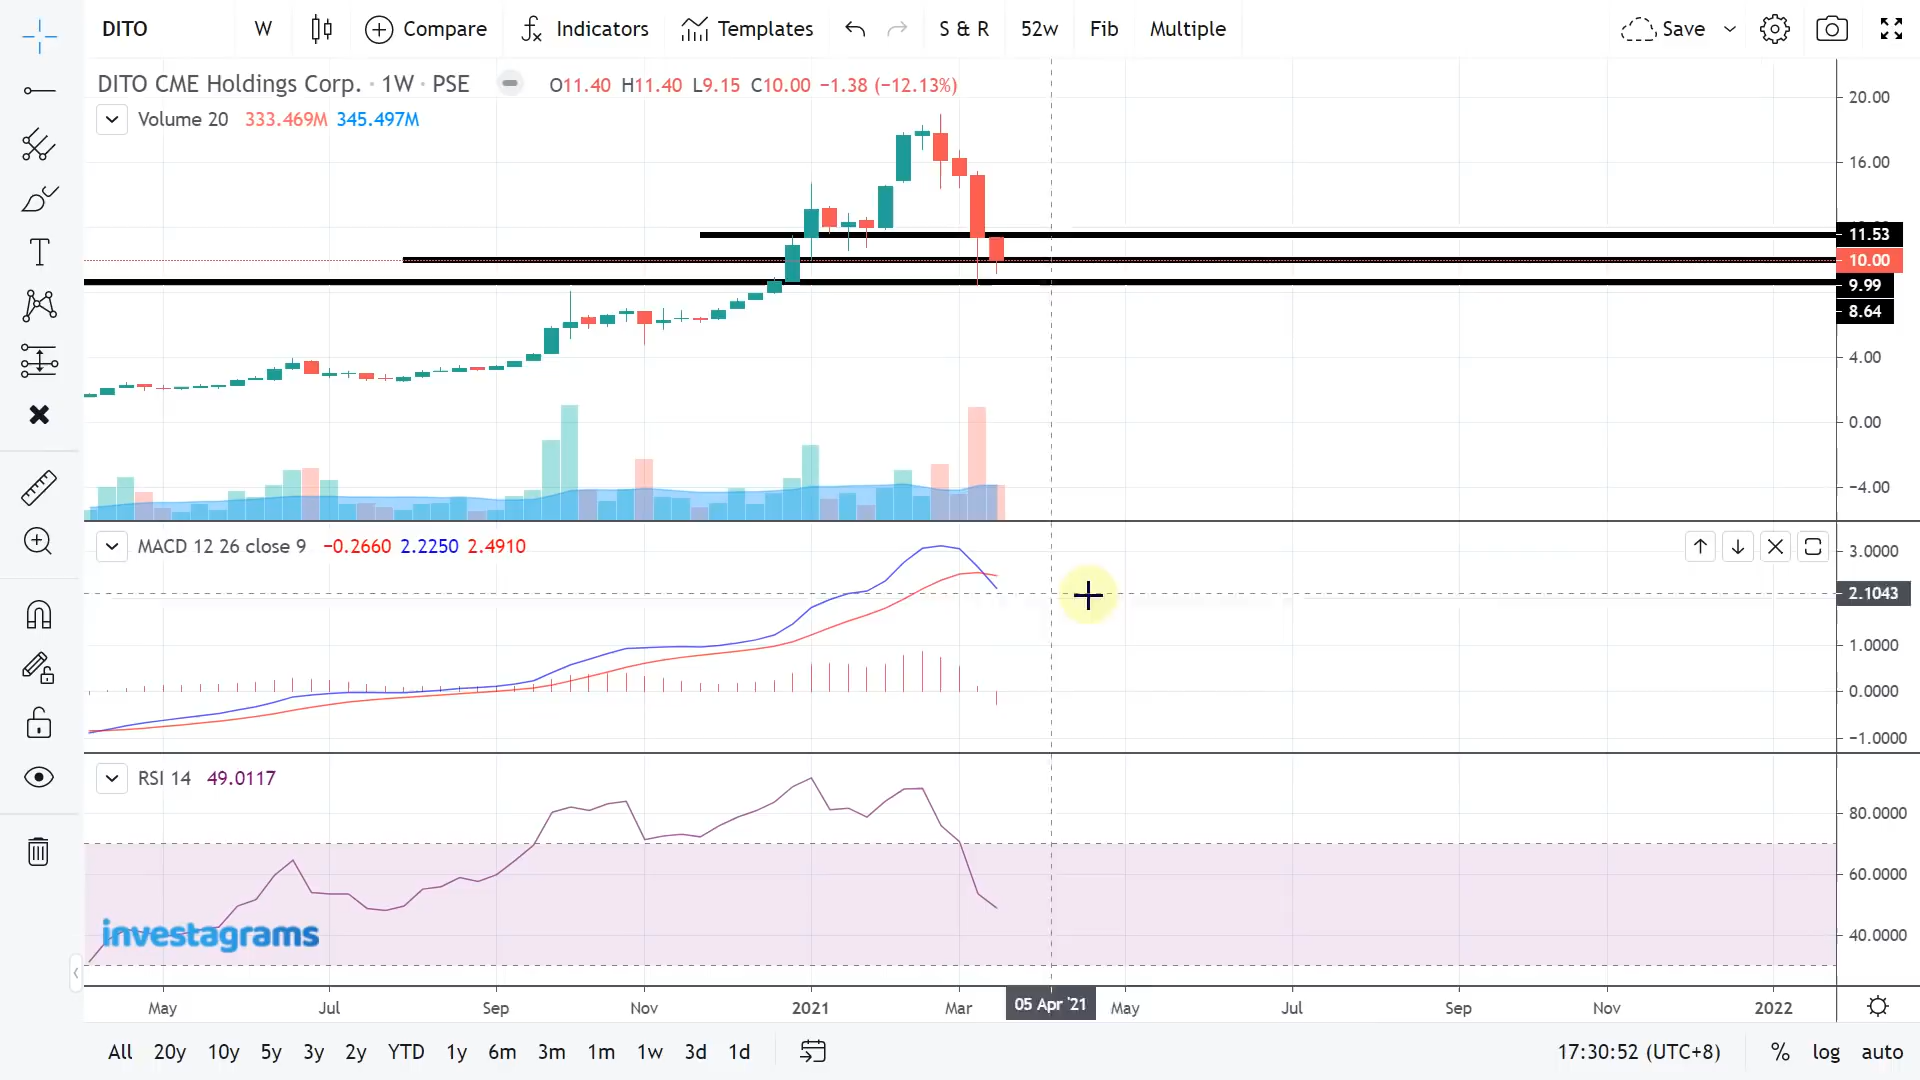 DITO W Compare Indicators Templates S & R 52w Fib Multiple Save
DITO CME Holdings Corp. · 1W · PSE O11.40 H11.40 L9.15 C10.00 −1.38 (−12.13%)
Volume 20 333.469M 345.497M
20.00
16.00
11.53
10.00
9.99
8.64
4.00
0.00
−4.00
MACD 12 26 close 9 −0.2660 2.2250 2.4910
3.0000
2.1043
1.0000
0.0000
−1.0000
RSI 14 49.0117
80.0000
60.0000
40.0000
investagrams
May Jul Sep Nov 2021 Mar 05 Apr '21 May Jul Sep Nov 2022
All 20y 10y 5y 3y 2y YTD 1y 6m 3m 1m 1w 3d 1d 17:30:52 (UTC+8) % log auto